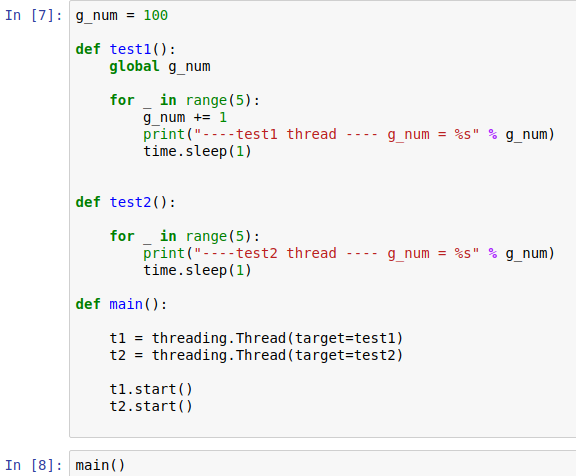 In [7]: g_num = 100

def test1():
    global g_num

    for _ in range(5):
        g_num += 1
        print("----test1 thread ---- g_num = %s" % g_num)
        time.sleep(1)


def test2():

    for _ in range(5):
        print("----test2 thread ---- g_num = %s" % g_num)
        time.sleep(1)

def main():

    t1 = threading.Thread(target=test1)
    t2 = threading.Thread(target=test2)

    t1.start()
    t2.start()

In [8]: main()